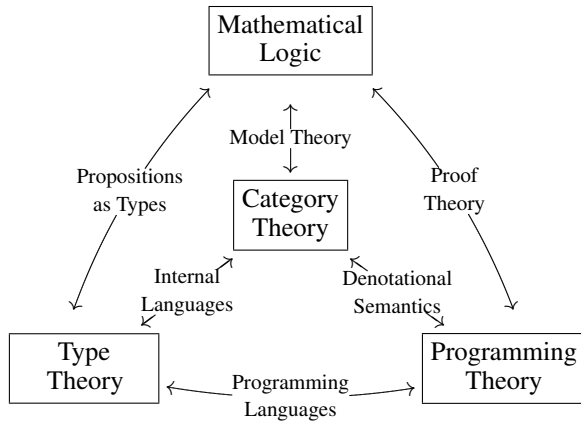 Mathematical
Logic
Model Theory
Propositions
as Types
Proof
Theory
Category
Theory
Internal
Languages
Denotational
Semantics
Type
Theory
Programming
Languages
Programming
Theory